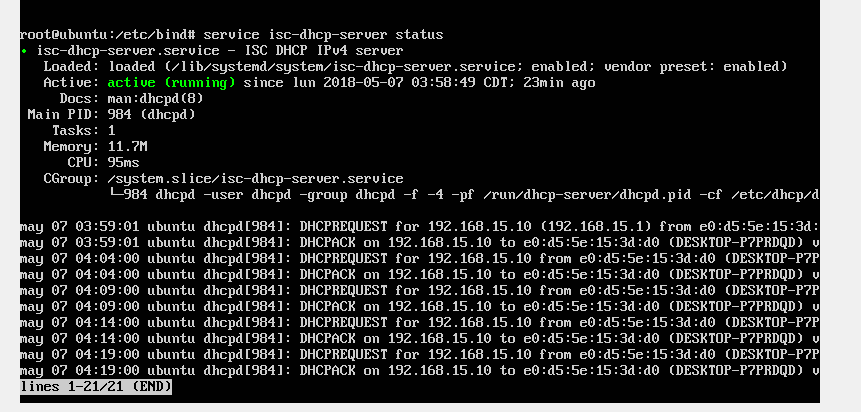 root@ubuntu:/etc/bind# service isc-dhcp-server status
• isc-dhcp-server.service - ISC DHCP IPv4 server
   Loaded: loaded (/lib/systemd/system/isc-dhcp-server.service; enabled; vendor preset: enabled)
   Active: active (running) since lun 2018-05-07 03:58:49 CDT; 23min ago
     Docs: man:dhcpd(8)
 Main PID: 984 (dhcpd)
    Tasks: 1
   Memory: 11.7M
      CPU: 95ms
   CGroup: /system.slice/isc-dhcp-server.service
           └─984 dhcpd -user dhcpd -group dhcpd -f -4 -pf /run/dhcp-server/dhcpd.pid -cf /etc/dhcp/d
may 07 03:59:01 ubuntu dhcpd[984]: DHCPREQUEST for 192.168.15.10 (192.168.15.1) from e0:d5:5e:15:3d:
may 07 03:59:01 ubuntu dhcpd[984]: DHCPACK on 192.168.15.10 to e0:d5:5e:15:3d:d0 (DESKTOP-P7PRDQD) v
may 07 04:04:00 ubuntu dhcpd[984]: DHCPREQUEST for 192.168.15.10 from e0:d5:5e:15:3d:d0 (DESKTOP-P7P
may 07 04:04:00 ubuntu dhcpd[984]: DHCPACK on 192.168.15.10 to e0:d5:5e:15:3d:d0 (DESKTOP-P7PRDQD) v
may 07 04:09:00 ubuntu dhcpd[984]: DHCPREQUEST for 192.168.15.10 from e0:d5:5e:15:3d:d0 (DESKTOP-P7P
may 07 04:09:00 ubuntu dhcpd[984]: DHCPACK on 192.168.15.10 to e0:d5:5e:15:3d:d0 (DESKTOP-P7PRDQD) v
may 07 04:14:00 ubuntu dhcpd[984]: DHCPREQUEST for 192.168.15.10 from e0:d5:5e:15:3d:d0 (DESKTOP-P7P
may 07 04:14:00 ubuntu dhcpd[984]: DHCPACK on 192.168.15.10 to e0:d5:5e:15:3d:d0 (DESKTOP-P7PRDQD) v
may 07 04:19:00 ubuntu dhcpd[984]: DHCPREQUEST for 192.168.15.10 from e0:d5:5e:15:3d:d0 (DESKTOP-P7P
may 07 04:19:00 ubuntu dhcpd[984]: DHCPACK on 192.168.15.10 to e0:d5:5e:15:3d:d0 (DESKTOP-P7PRDQD) v
lines 1-21/21 (END)